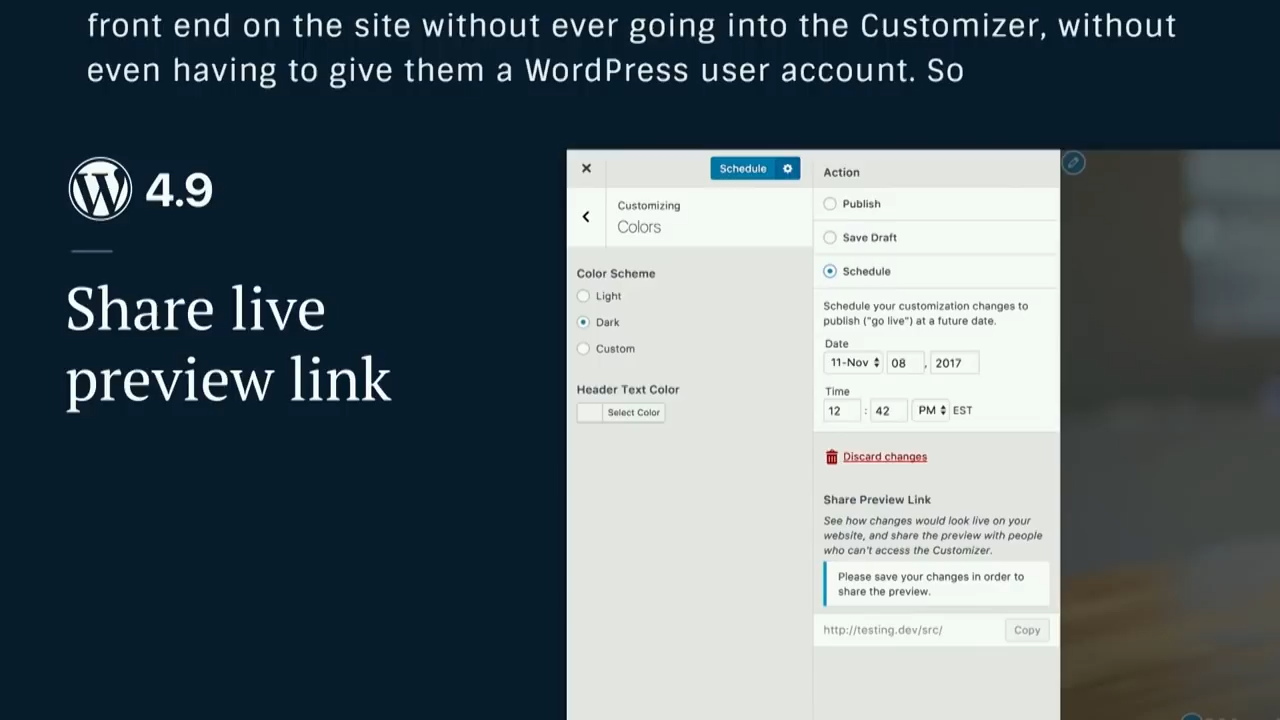 front end on the site without ever going into the Customizer, without
even having to give them a WordPress user account. So
4.9
Share live
preview link
Schedule
Customizing
Colors
Color Scheme
Light
Dark
Custom
Header Text Color
Select Color
Action
Publish
Save Draft
Schedule
Schedule your customization changes to
publish ("go live") at a future date.
Date
11-Nov 08 , 2017
Time
12 : 42 PM EST
Discard changes
Share Preview Link
See how changes would look live on your
website, and share the preview with people
who can't access the Customizer.
Please save your changes in order to
share the preview.
http://testing.dev/src/ Copy